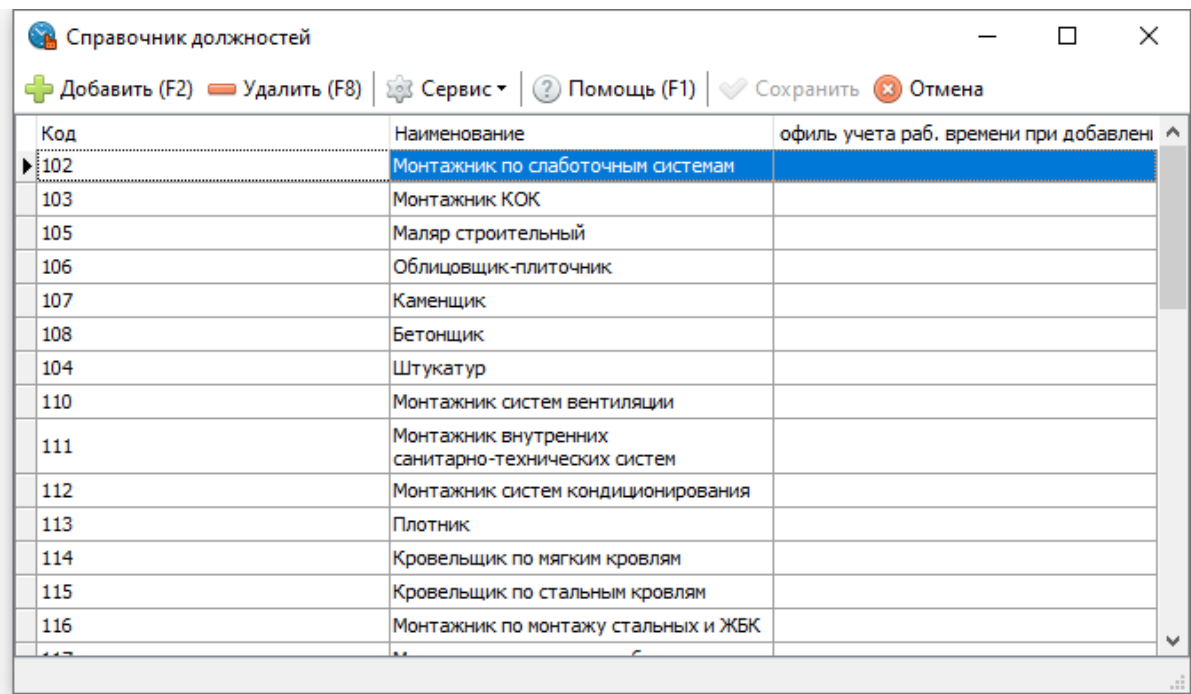 Справочник должностей
Добавить (F2) Удалить (F8) Сервис Помощь (F1) Сохранить Отмена
Код Наименование офиль учета раб. времени при добавлени
102 Монтажник по слаботочным системам
103 Монтажник КОК
105 Маляр строительный
106 Облицовщик-плиточник
107 Каменщик
108 Бетонщик
104 Штукатур
110 Монтажник систем вентиляции
111 Монтажник внутренних
санитарно-технических систем
112 Монтажник систем кондиционирования
113 Плотник
114 Кровельщик по мягким кровлям
115 Кровельщик по стальным кровлям
116 Монтажник по монтажу стальных и ЖБК